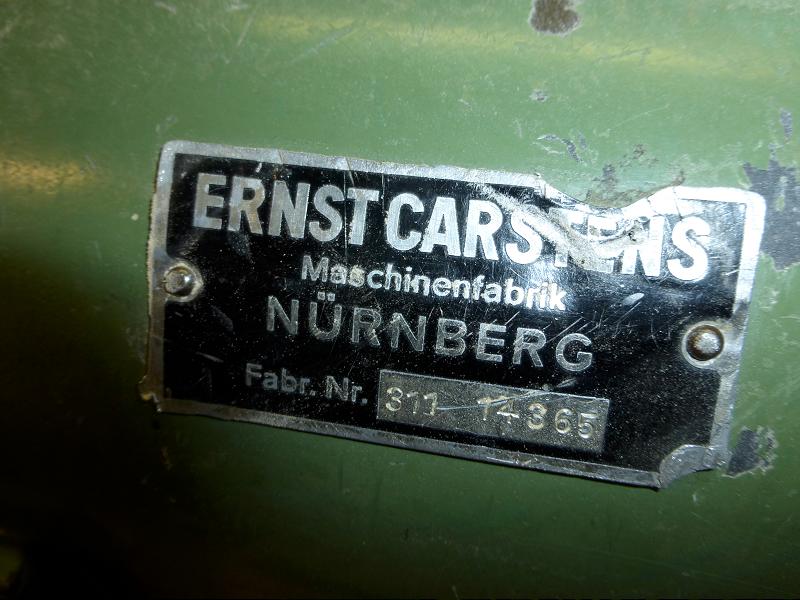 ERNST CARSTENS
Maschinenfabrik
NÜRNBERG
Fabr. Nr. 311 14365